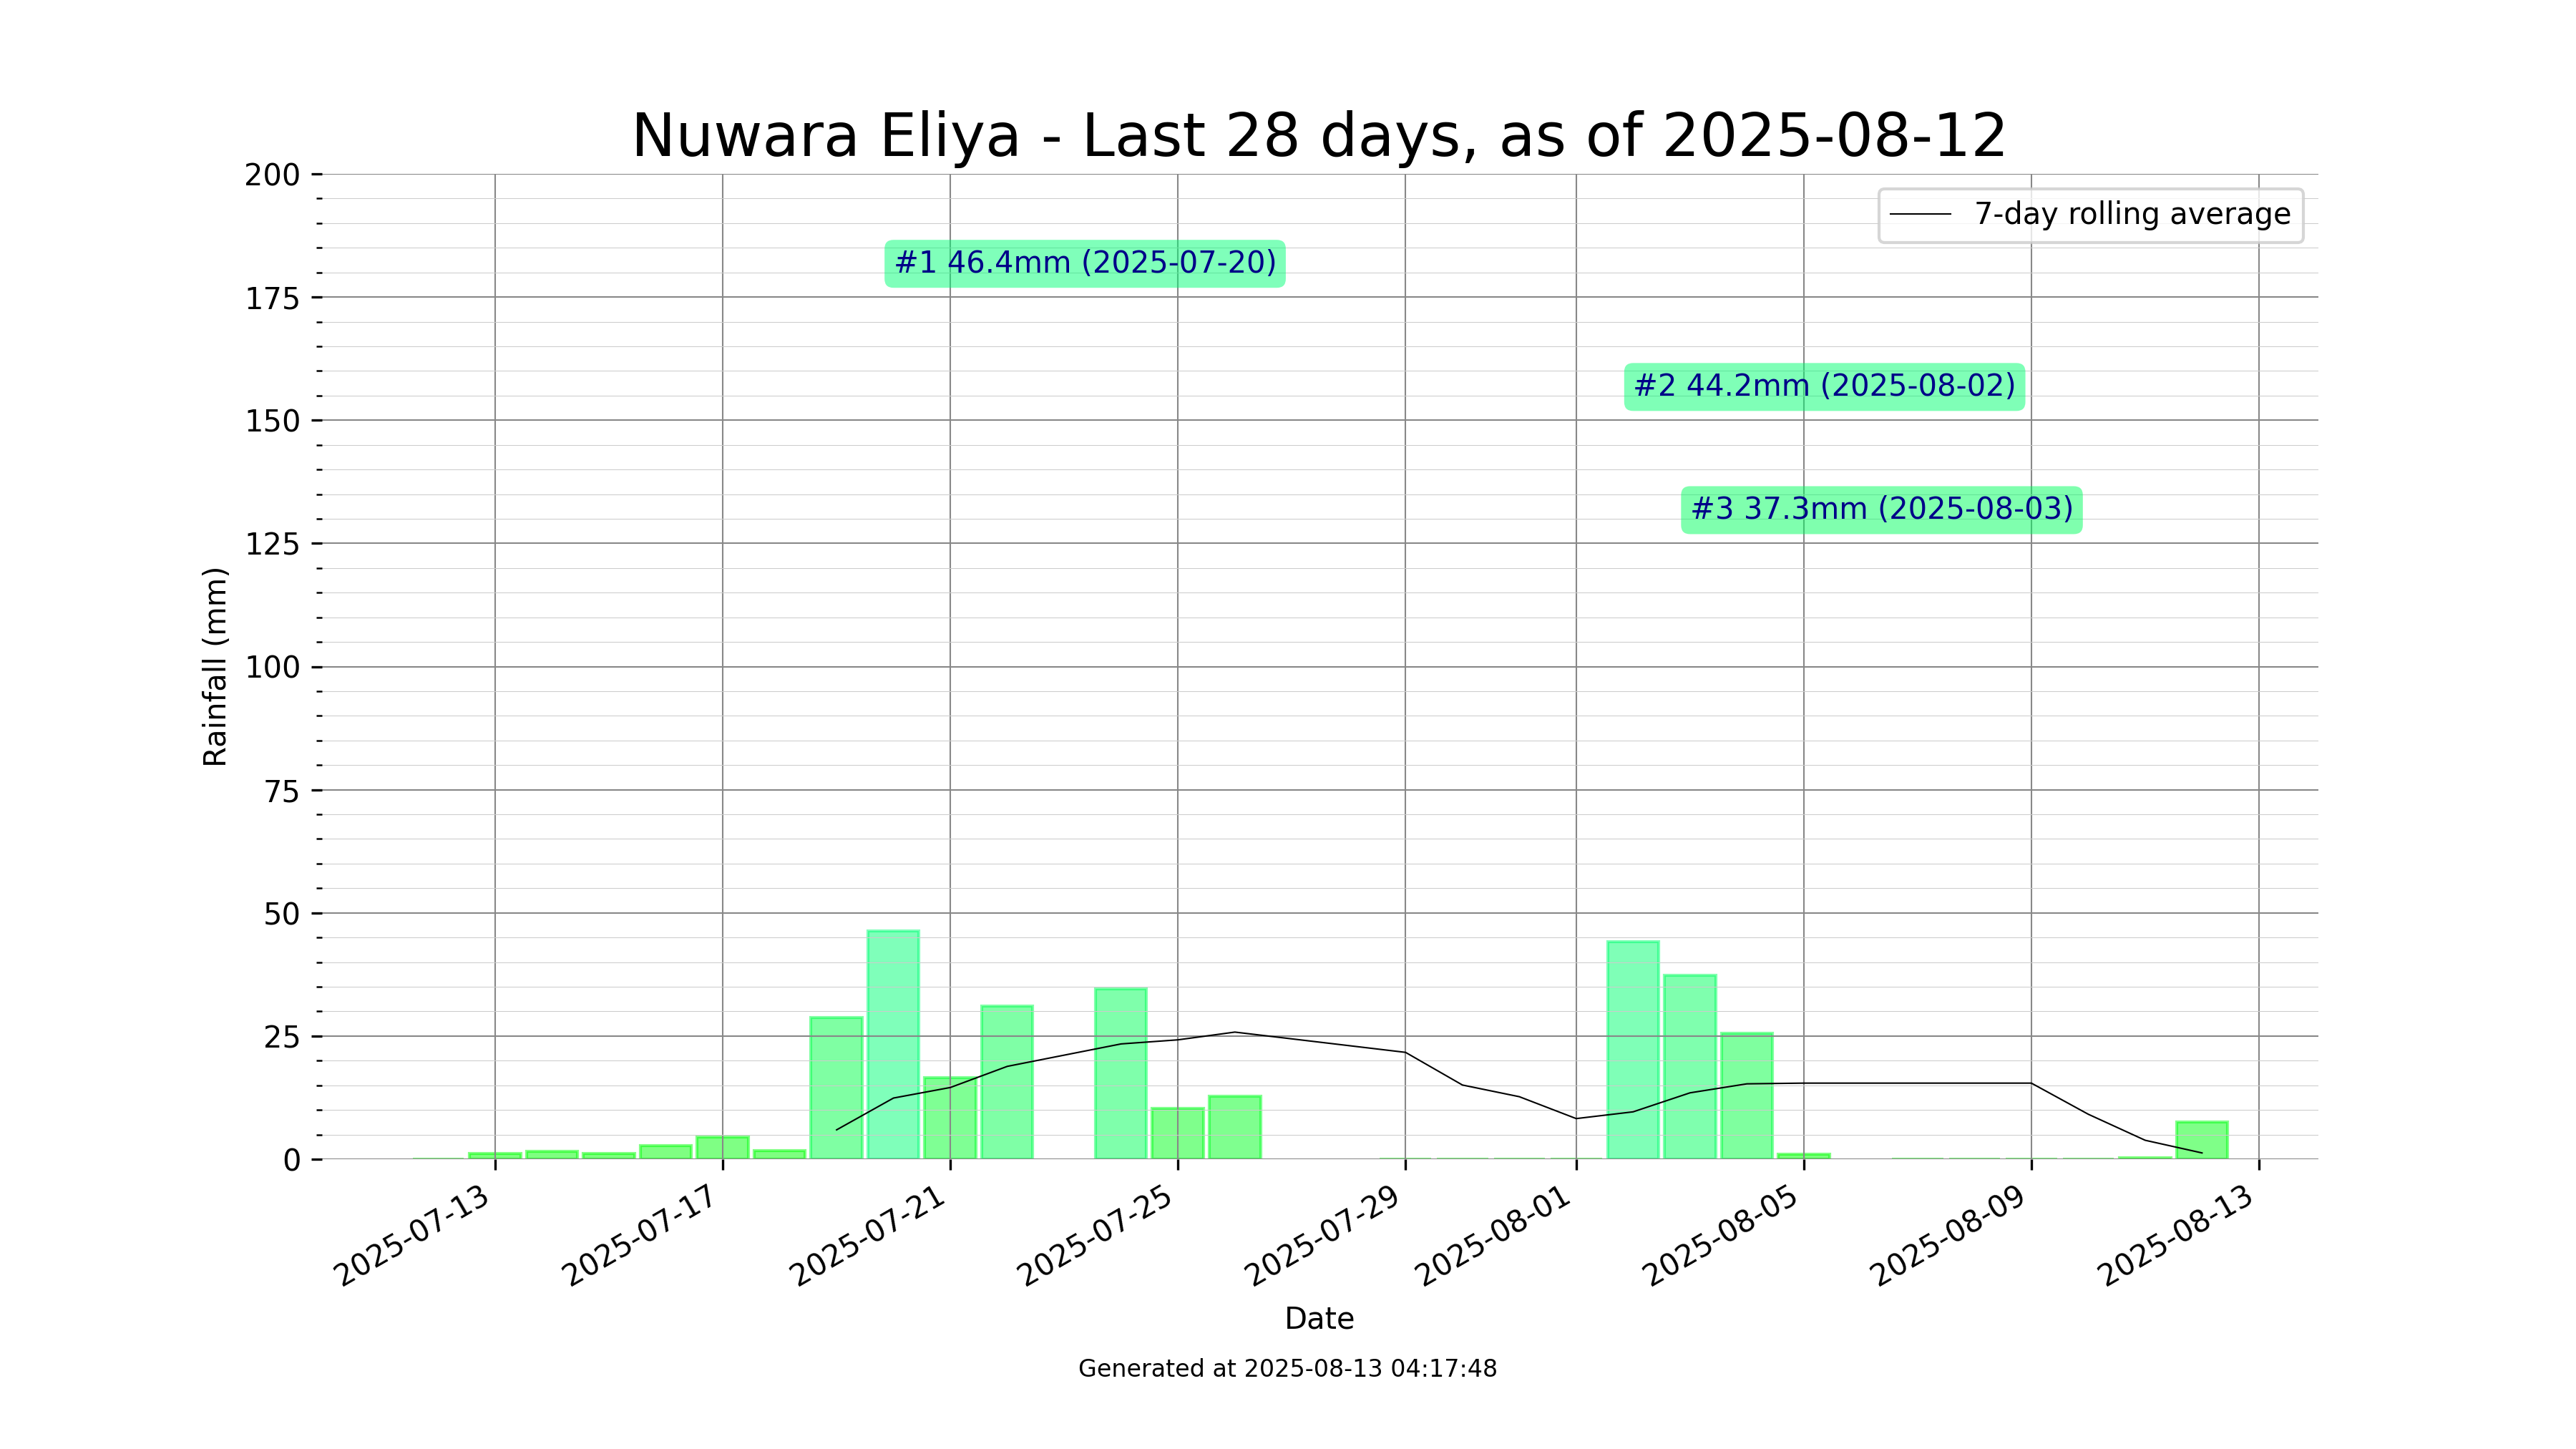 Nuwara Eliya - Last 28 days, as of 2025-08-12
7-day rolling average
#1 46.4mm (2025-07-20)
#2 44.2mm (2025-08-02)
#3 37.3mm (2025-08-03)
Rainfall (mm)
200
175
150
125
100
75
50
25
0
2025-07-13
2025-07-17
2025-07-21
2025-07-25
2025-07-29
2025-08-01
2025-08-05
2025-08-09
2025-08-13
Date
Generated at 2025-08-13 04:17:48